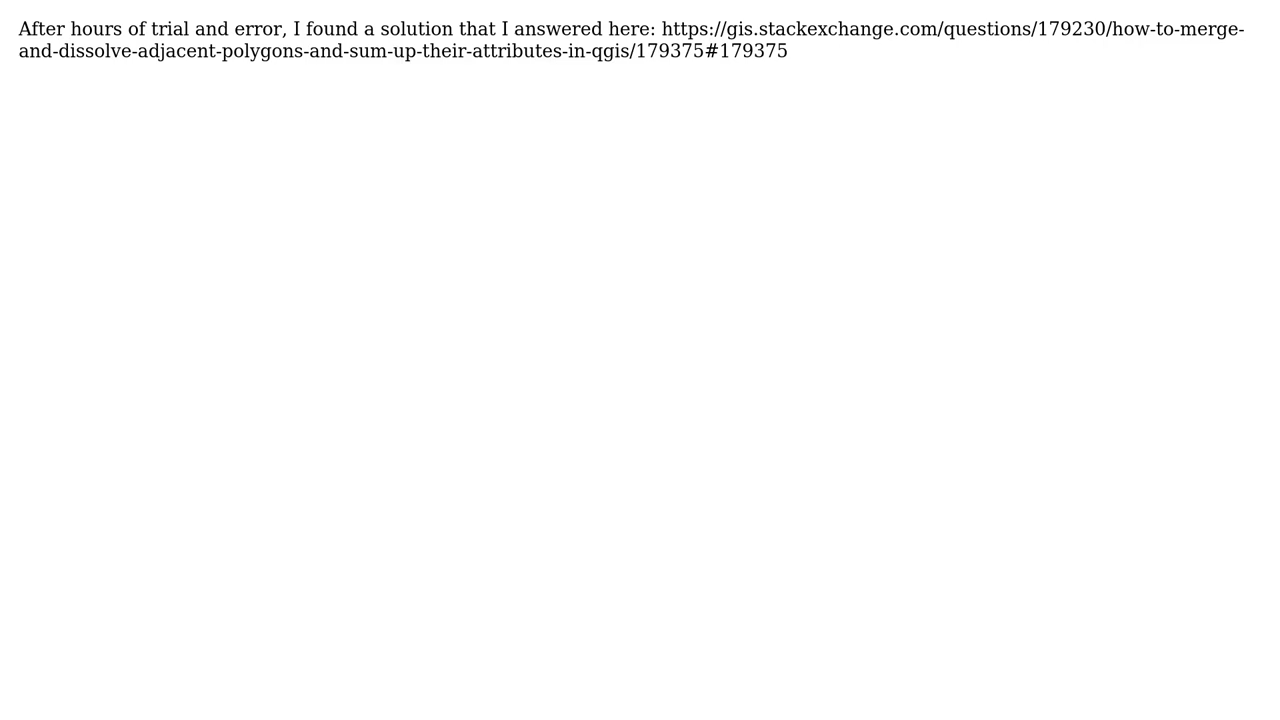 After hours of trial and error, I found a solution that I answered here: https://gis.stackexchange.com/questions/179230/how-to-merge-
and-dissolve-adjacent-polygons-and-sum-up-their-attributes-in-qgis/179375#179375